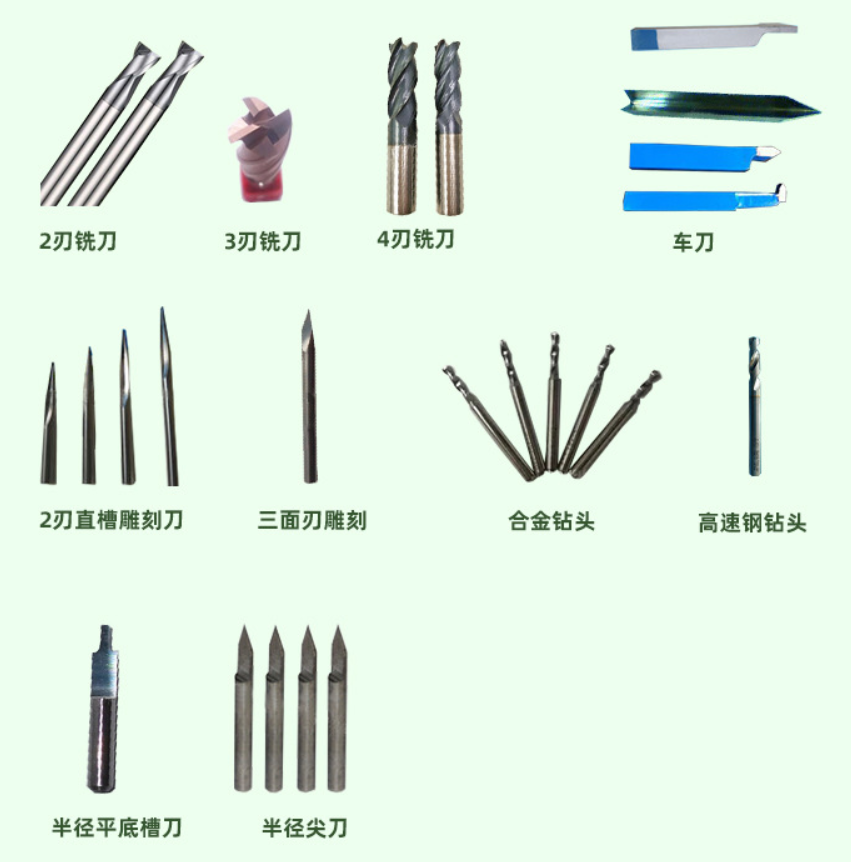 2刃铣刀
3刃铣刀
4刃铣刀
车刀
2刃直槽雕刻刀
三面刃雕刻
合金钻头
高速钢钻头
半径平底槽刀
半径尖刀